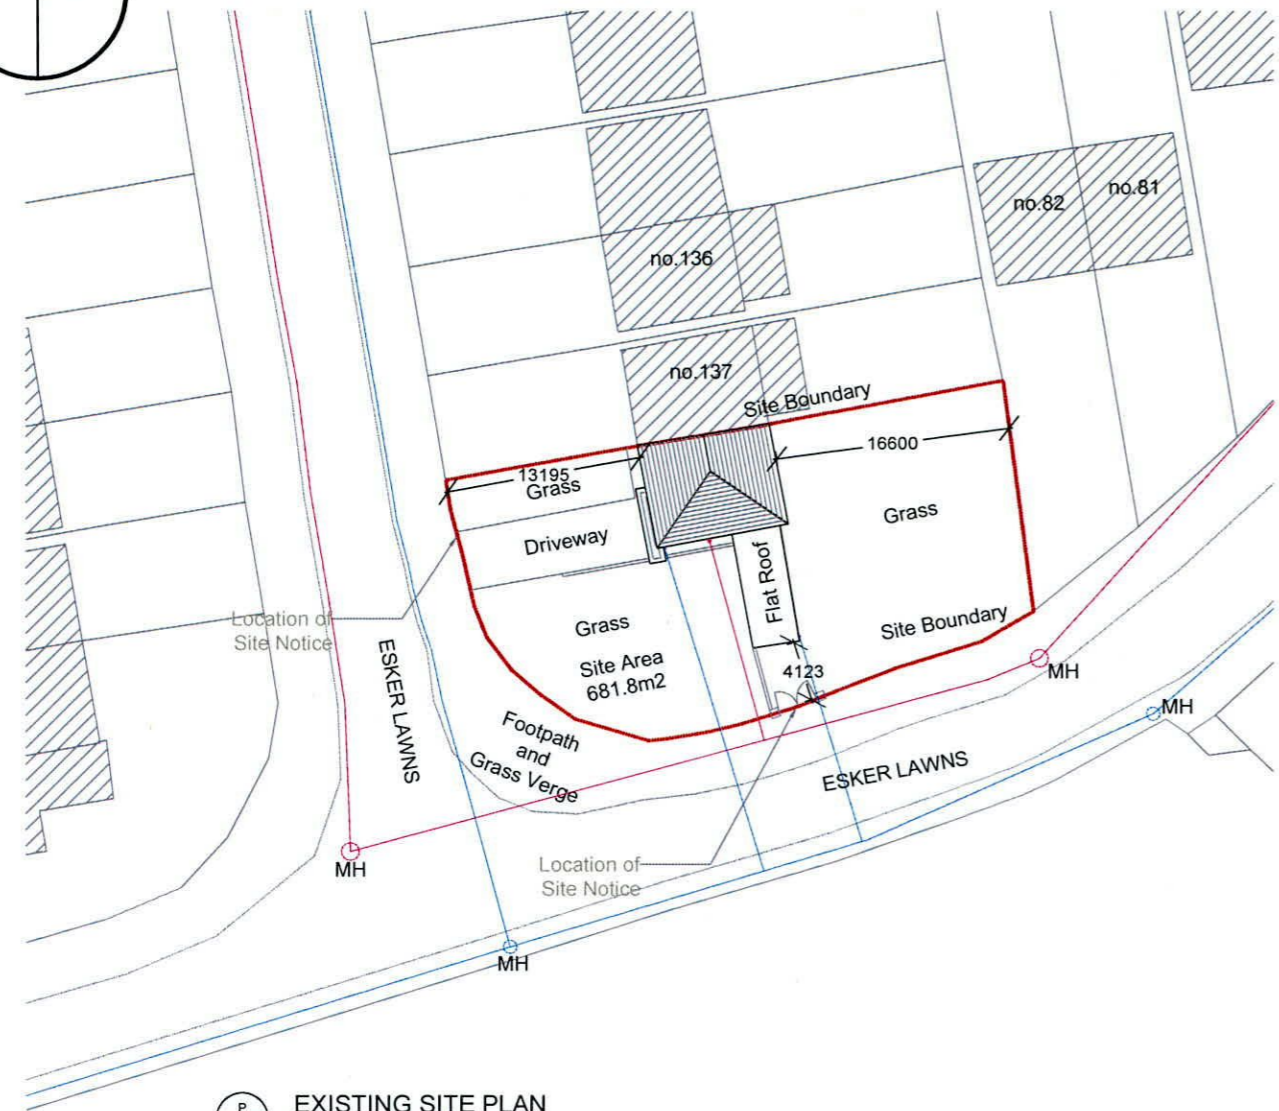 no.81
no.82
no.136
no.137
Site Boundary
16600
13195
Grass
Grass
Driveway
Flat Roof
Location of
Site Notice
Grass
Site Boundary
Site Area
681.8m2
4123
MH
ESKER LAWNS
MH
Footpath
and
Grass Verge
ESKER LAWNS
MH
Location of
Site Notice
MH
P
EXISTING SITE PLAN